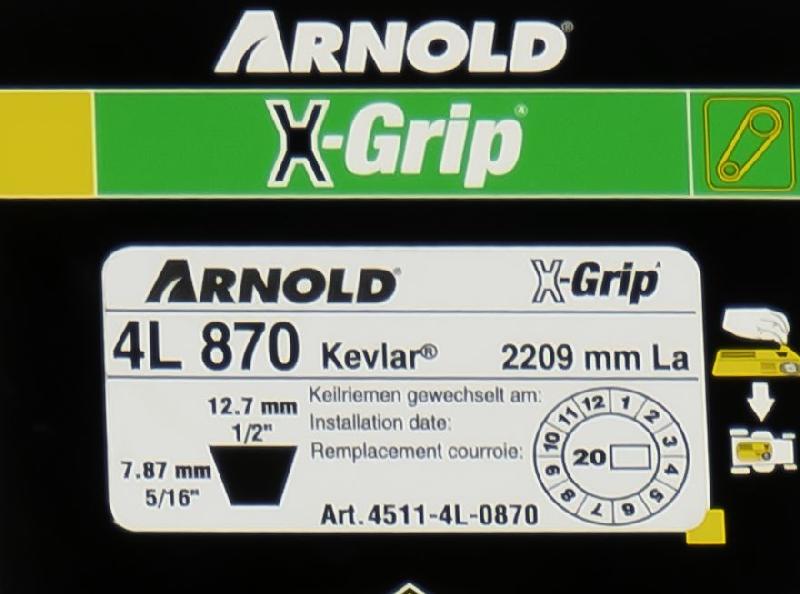 ARNOLD®
X-Grip®
ARNOLD® X-Grip
4L 870 Kevlar® 2209 mm La
12.7 mm
1/2"
7.87 mm
5/16"
Keilriemen gewechselt am:
Installation date:
Remplacement courroie:
1 2 3 4 5 6 7 8 9 10 11 12
20
Art. 4511-4L-0870